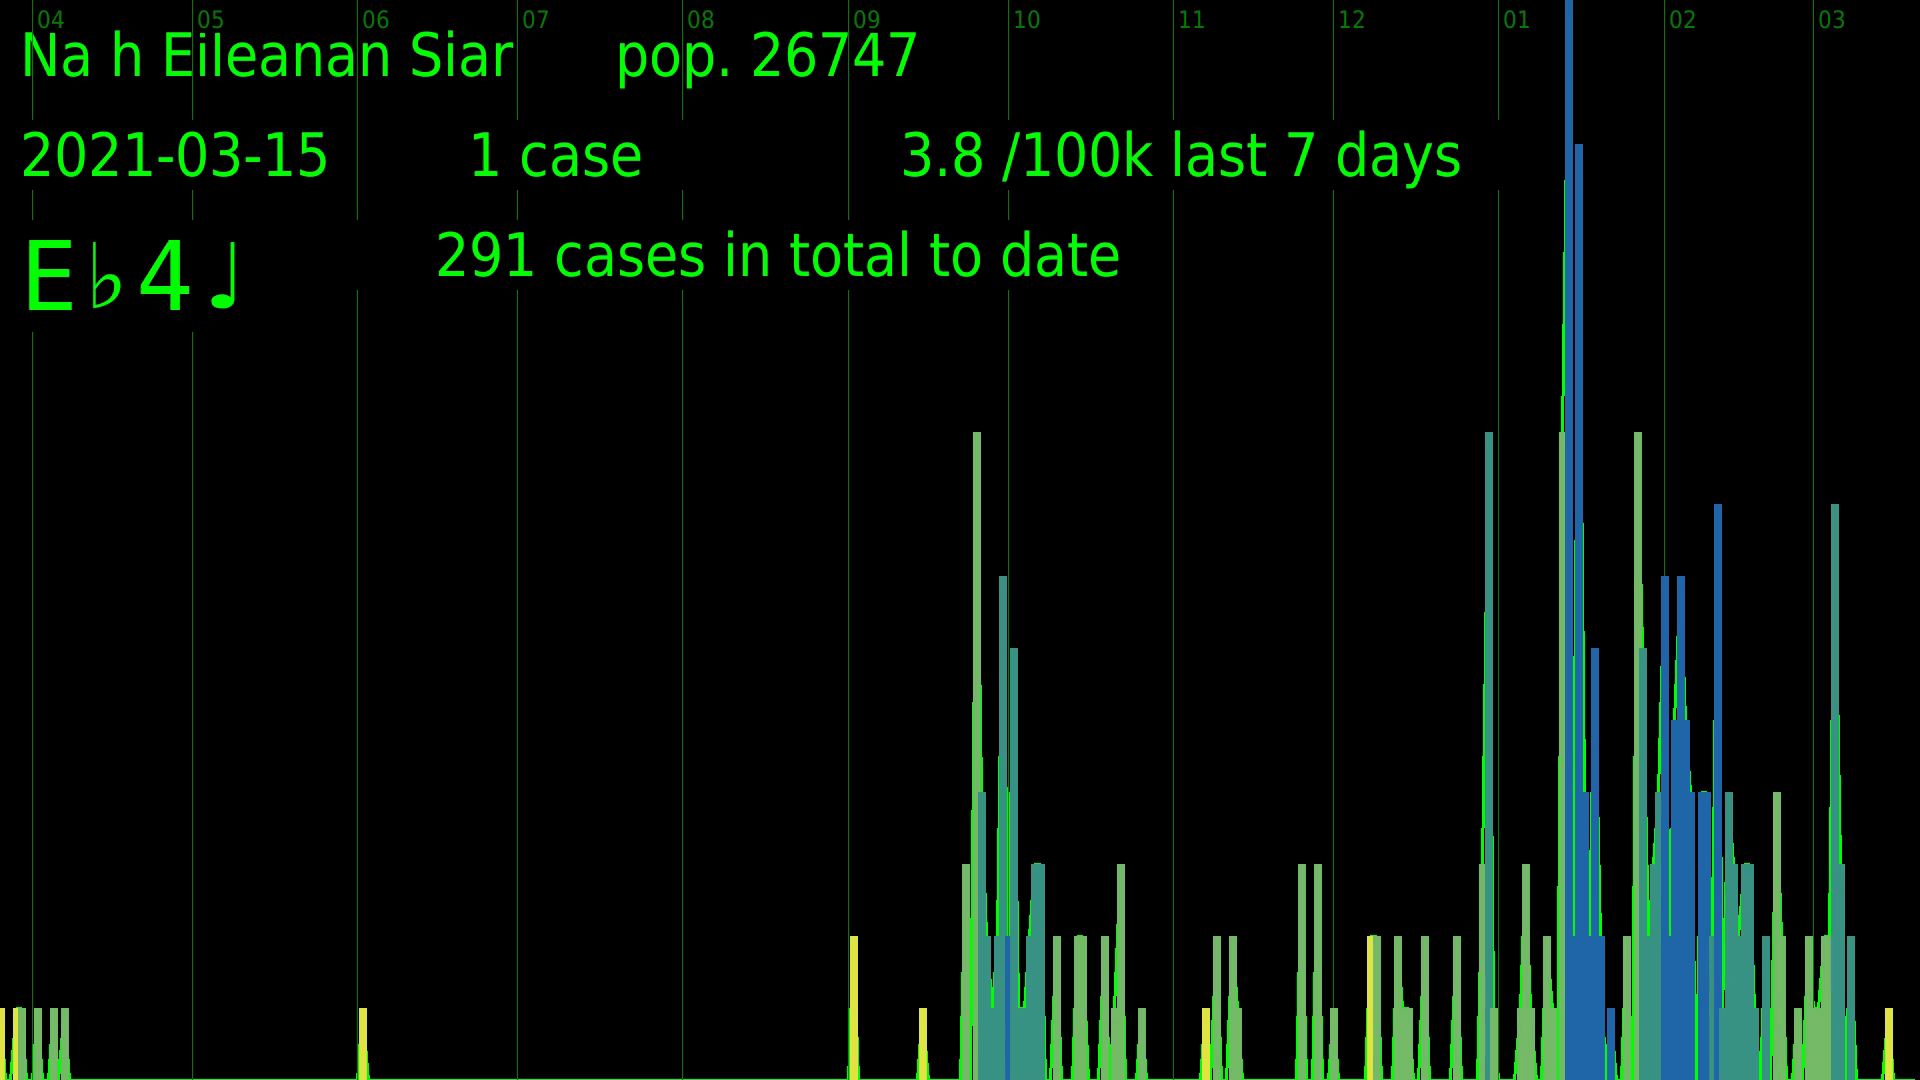 04 05 06 07 08 09 10 11 12 01 02 03
Na h Eileanan Siar pop. 26747
2021-03-15 1 case 3.8 /100k last 7 days
E♭4♩ 291 cases in total to date